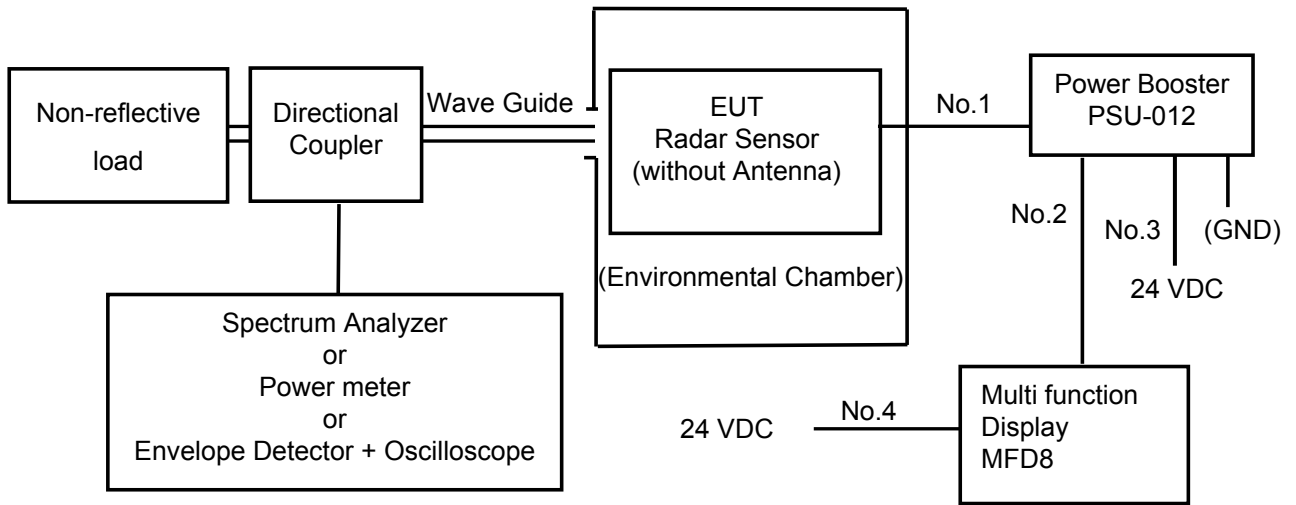 Non-reflective
load
Directional
Coupler
Wave Guide
EUT
Radar Sensor
(without Antenna)
(Environmental Chamber)
No.1
Power Booster
PSU-012
No.2
No.3
(GND)
24 VDC
Spectrum Analyzer
or
Power meter
or
Envelope Detector + Oscilloscope
24 VDC
No.4
Multi function
Display
MFD8